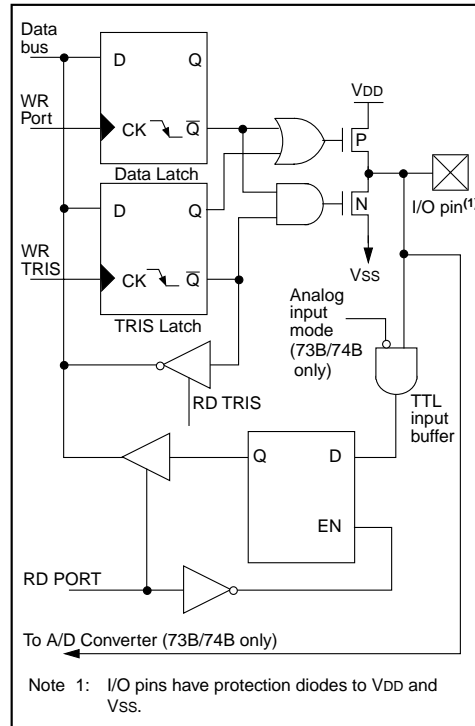 Data
bus
D Q
VDD
WR
Port
CK Q
P
Data Latch
D Q
N
I/O pin(1)
WR
TRIS
CK Q
VSS
TRIS Latch
Analog
input
mode
(73B/74B
only)
TTL
input
buffer
RD TRIS
Q D
EN
RD PORT
To A/D Converter (73B/74B only)
Note 1: I/O pins have protection diodes to VDD and
VSS.